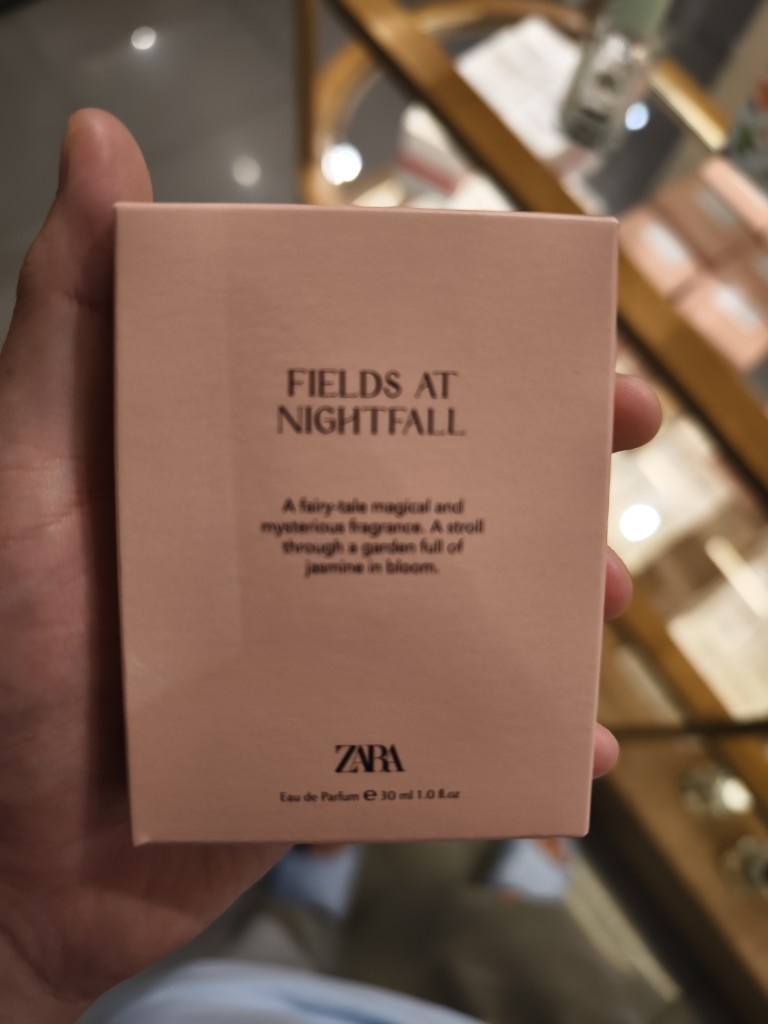 FIELDS AT
NIGHTFALL
A fairy-tale magical and
mysterious fragrance. A stroll
through a garden full of
jasmine in bloom.
ZARA
Eau de Parfum ℮ 30 ml 1.0 fl.oz